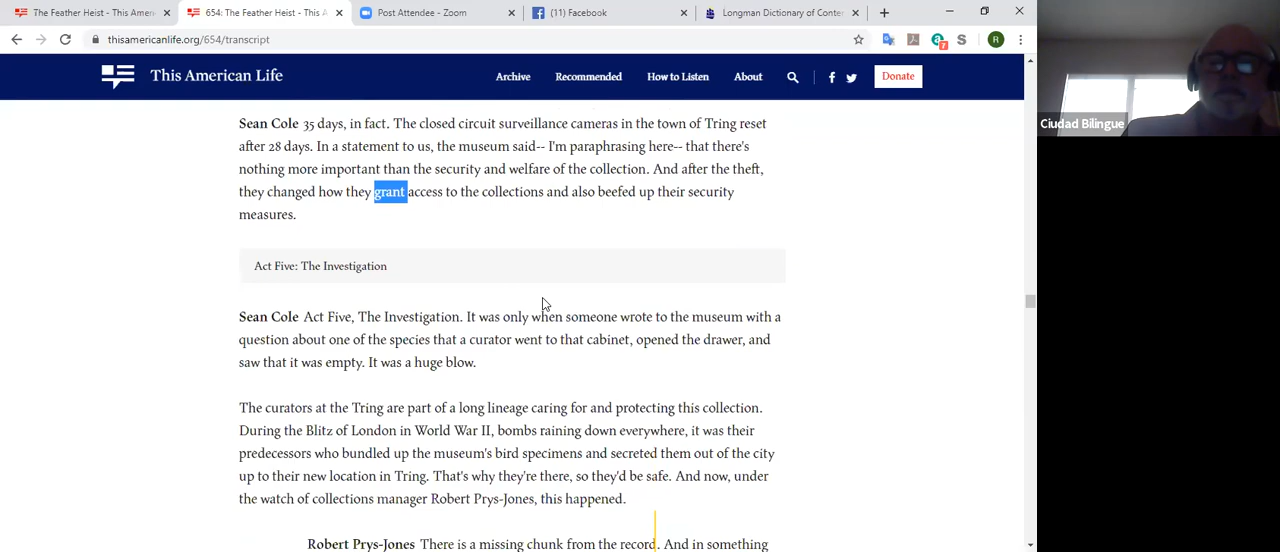 The Feather Heist - This Ameri
654: The Feather Heist - This A
Post Attendee - Zoom
(11) Facebook
Longman Dictionary of Conter
thisamericanlife.org/654/transcript
7
S
R
This American Life
Archive
Recommended
How to Listen
About
Donate
Ciudad Bilingue
Sean Cole 35 days, in fact. The closed circuit surveillance cameras in the town of Tring reset
after 28 days. In a statement to us, the museum said-- I'm paraphrasing here-- that there's
nothing more important than the security and welfare of the collection. And after the theft,
they changed how they grant access to the collections and also beefed up their security
measures.
Act Five: The Investigation
Sean Cole Act Five, The Investigation. It was only when someone wrote to the museum with a
question about one of the species that a curator went to that cabinet, opened the drawer, and
saw that it was empty. It was a huge blow.
The curators at the Tring are part of a long lineage caring for and protecting this collection.
During the Blitz of London in World War II, bombs raining down everywhere, it was their
predecessors who bundled up the museum's bird specimens and secreted them out of the city
up to their new location in Tring. That's why they're there, so they'd be safe. And now, under
the watch of collections manager Robert Prys-Jones, this happened.
Robert Prys-Jones There is a missing chunk from the record. And in something